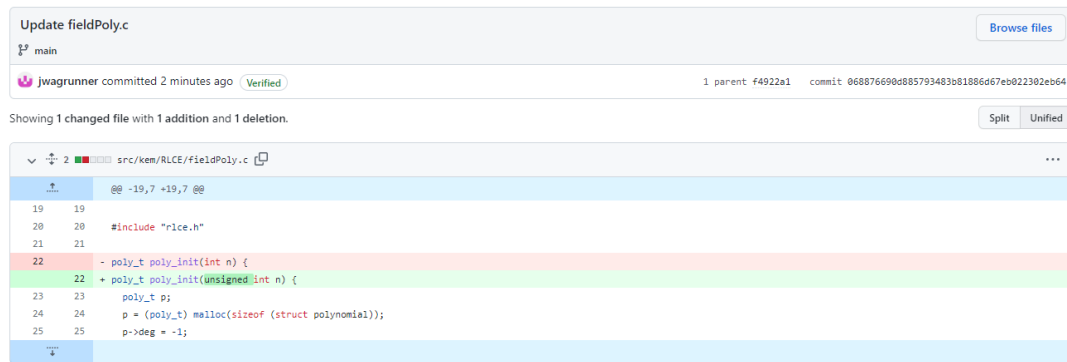 Update fieldPoly.c
Browse files
main
jwagrunner committed 2 minutes ago Verified
1 parent f4922a1 commit 068876690d885793483b81886d67eb022302eb64
Showing 1 changed file with 1 addition and 1 deletion.
Split Unified
2 src/kem/RLCE/fieldPoly.c
@@ -19,7 +19,7 @@
19 19
20 20 #include "rlce.h"
21 21
22 - poly_t poly_init(int n) {
22 + poly_t poly_init(unsigned int n) {
23 23 poly_t p;
24 24 p = (poly_t) malloc(sizeof (struct polynomial));
25 25 p->deg = -1;